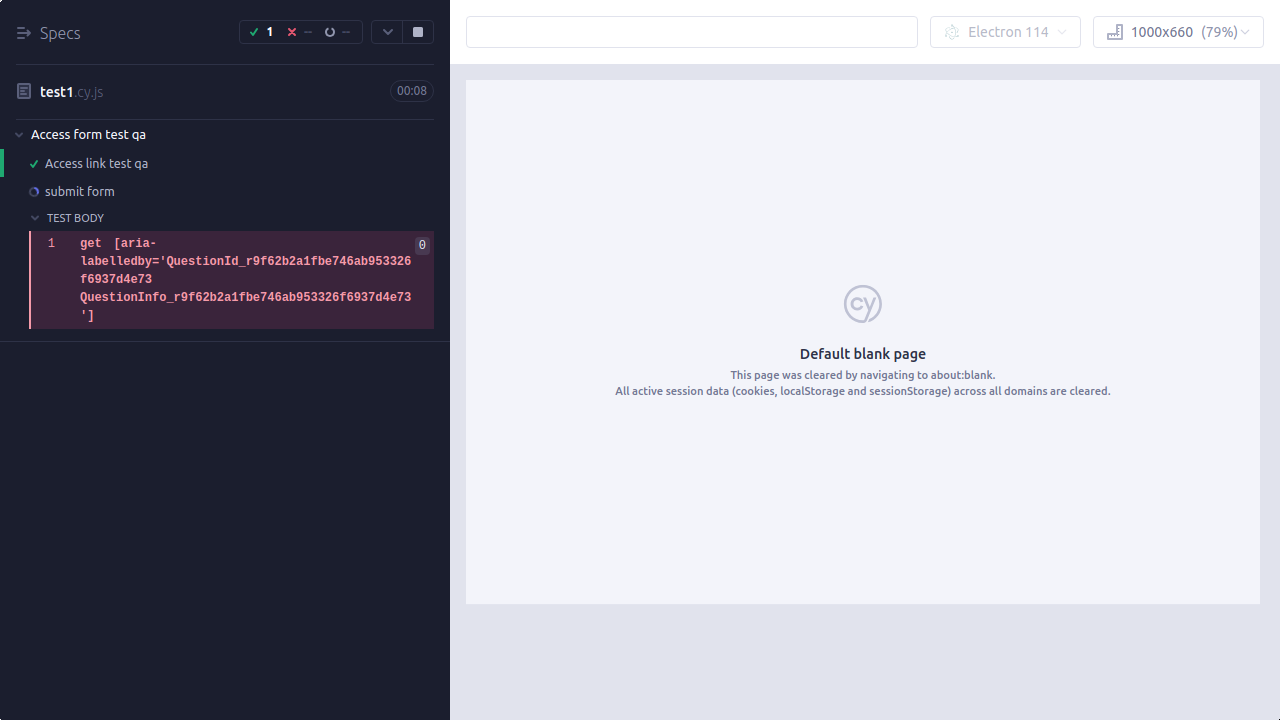 Specs
1 -- --
test1.cy.js
00:08
Access form test qa
Access link test qa
submit form
TEST BODY
1 get [aria-
labelledby='QuestionId_r9f62b2a1fbe746ab953326
f6937d4e73
QuestionInfo_r9f62b2a1fbe746ab953326f6937d4e73
']
0
Electron 114
1000x660 (79%)
cy
Default blank page
This page was cleared by navigating to about:blank.
All active session data (cookies, localStorage and sessionStorage) across all domains are cleared.